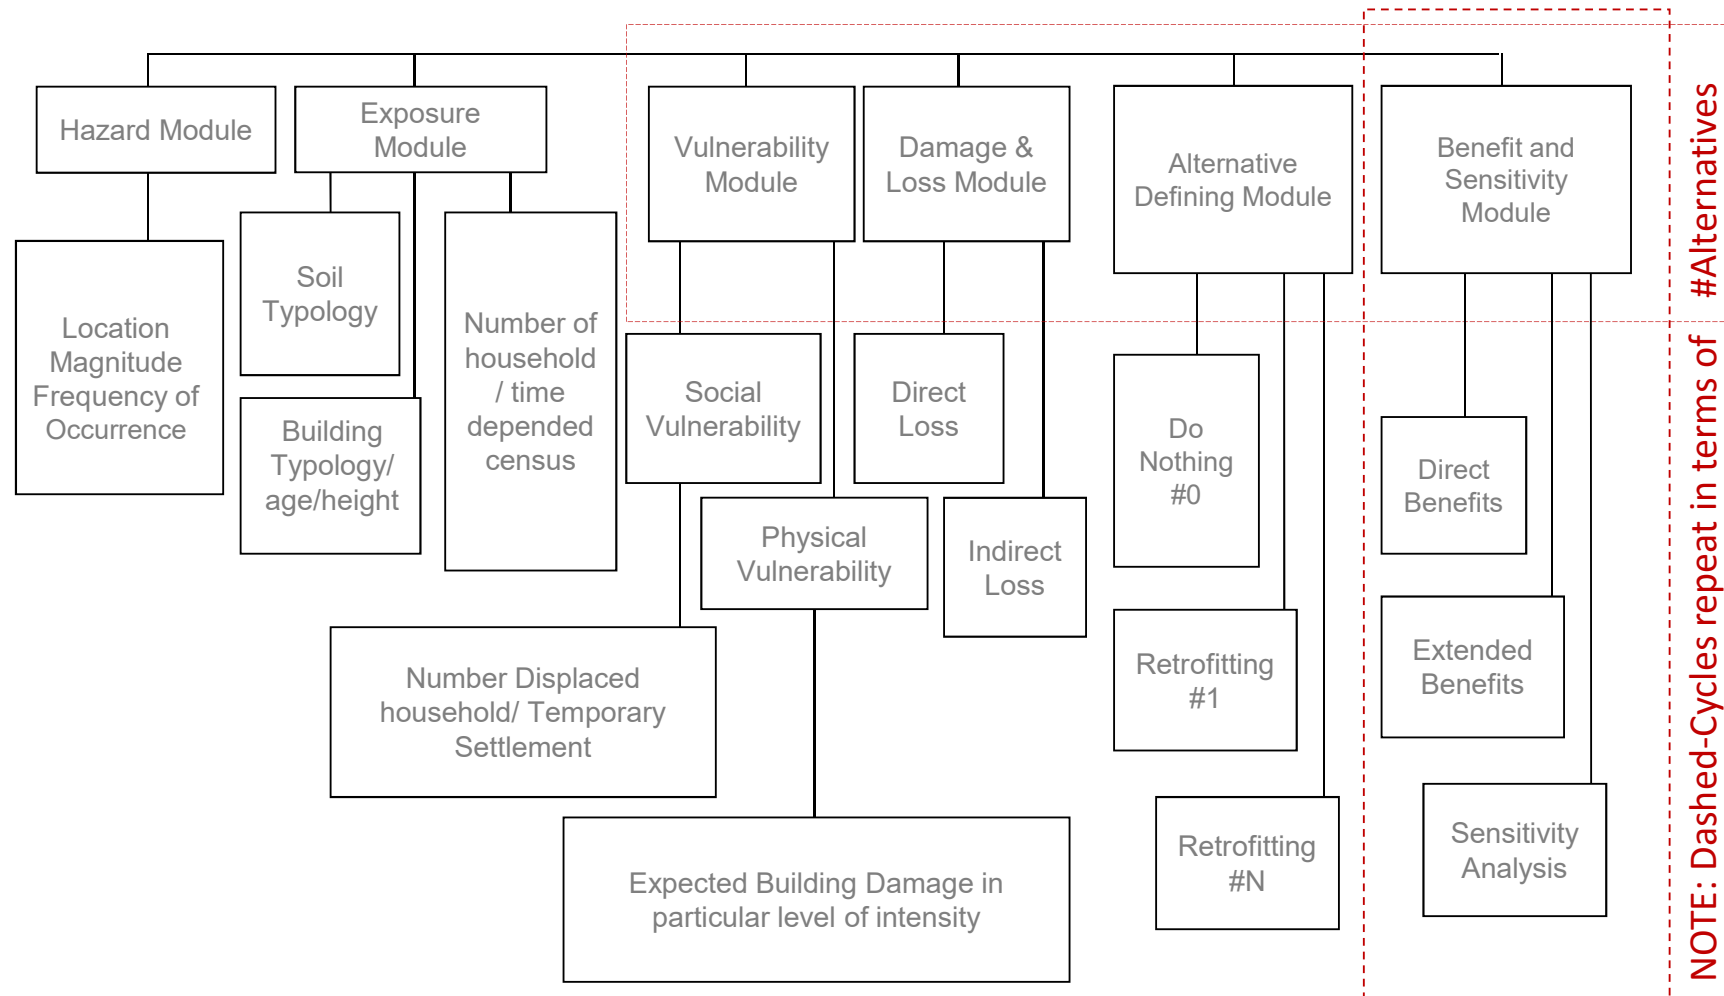 Hazard Module
Exposure
Module
Vulnerability
Module
Damage &
Loss Module
Alternative
Defining Module
Benefit and
Sensitivity
Module
Location
Magnitude
Frequency of
Occurrence
Soil
Typology
Building
Typology/
age/height
Number of
household
/ time
depended
census
Social
Vulnerability
Physical
Vulnerability
Number Displaced
household/ Temporary
Settlement
Expected Building Damage in
particular level of intensity
Direct
Loss
Indirect
Loss
Do
Nothing
#0
Retrofitting
#1
Retrofitting
#N
Direct
Benefits
Extended
Benefits
Sensitivity
Analysis
NOTE: Dashed-Cycles repeat in terms of #Alternatives